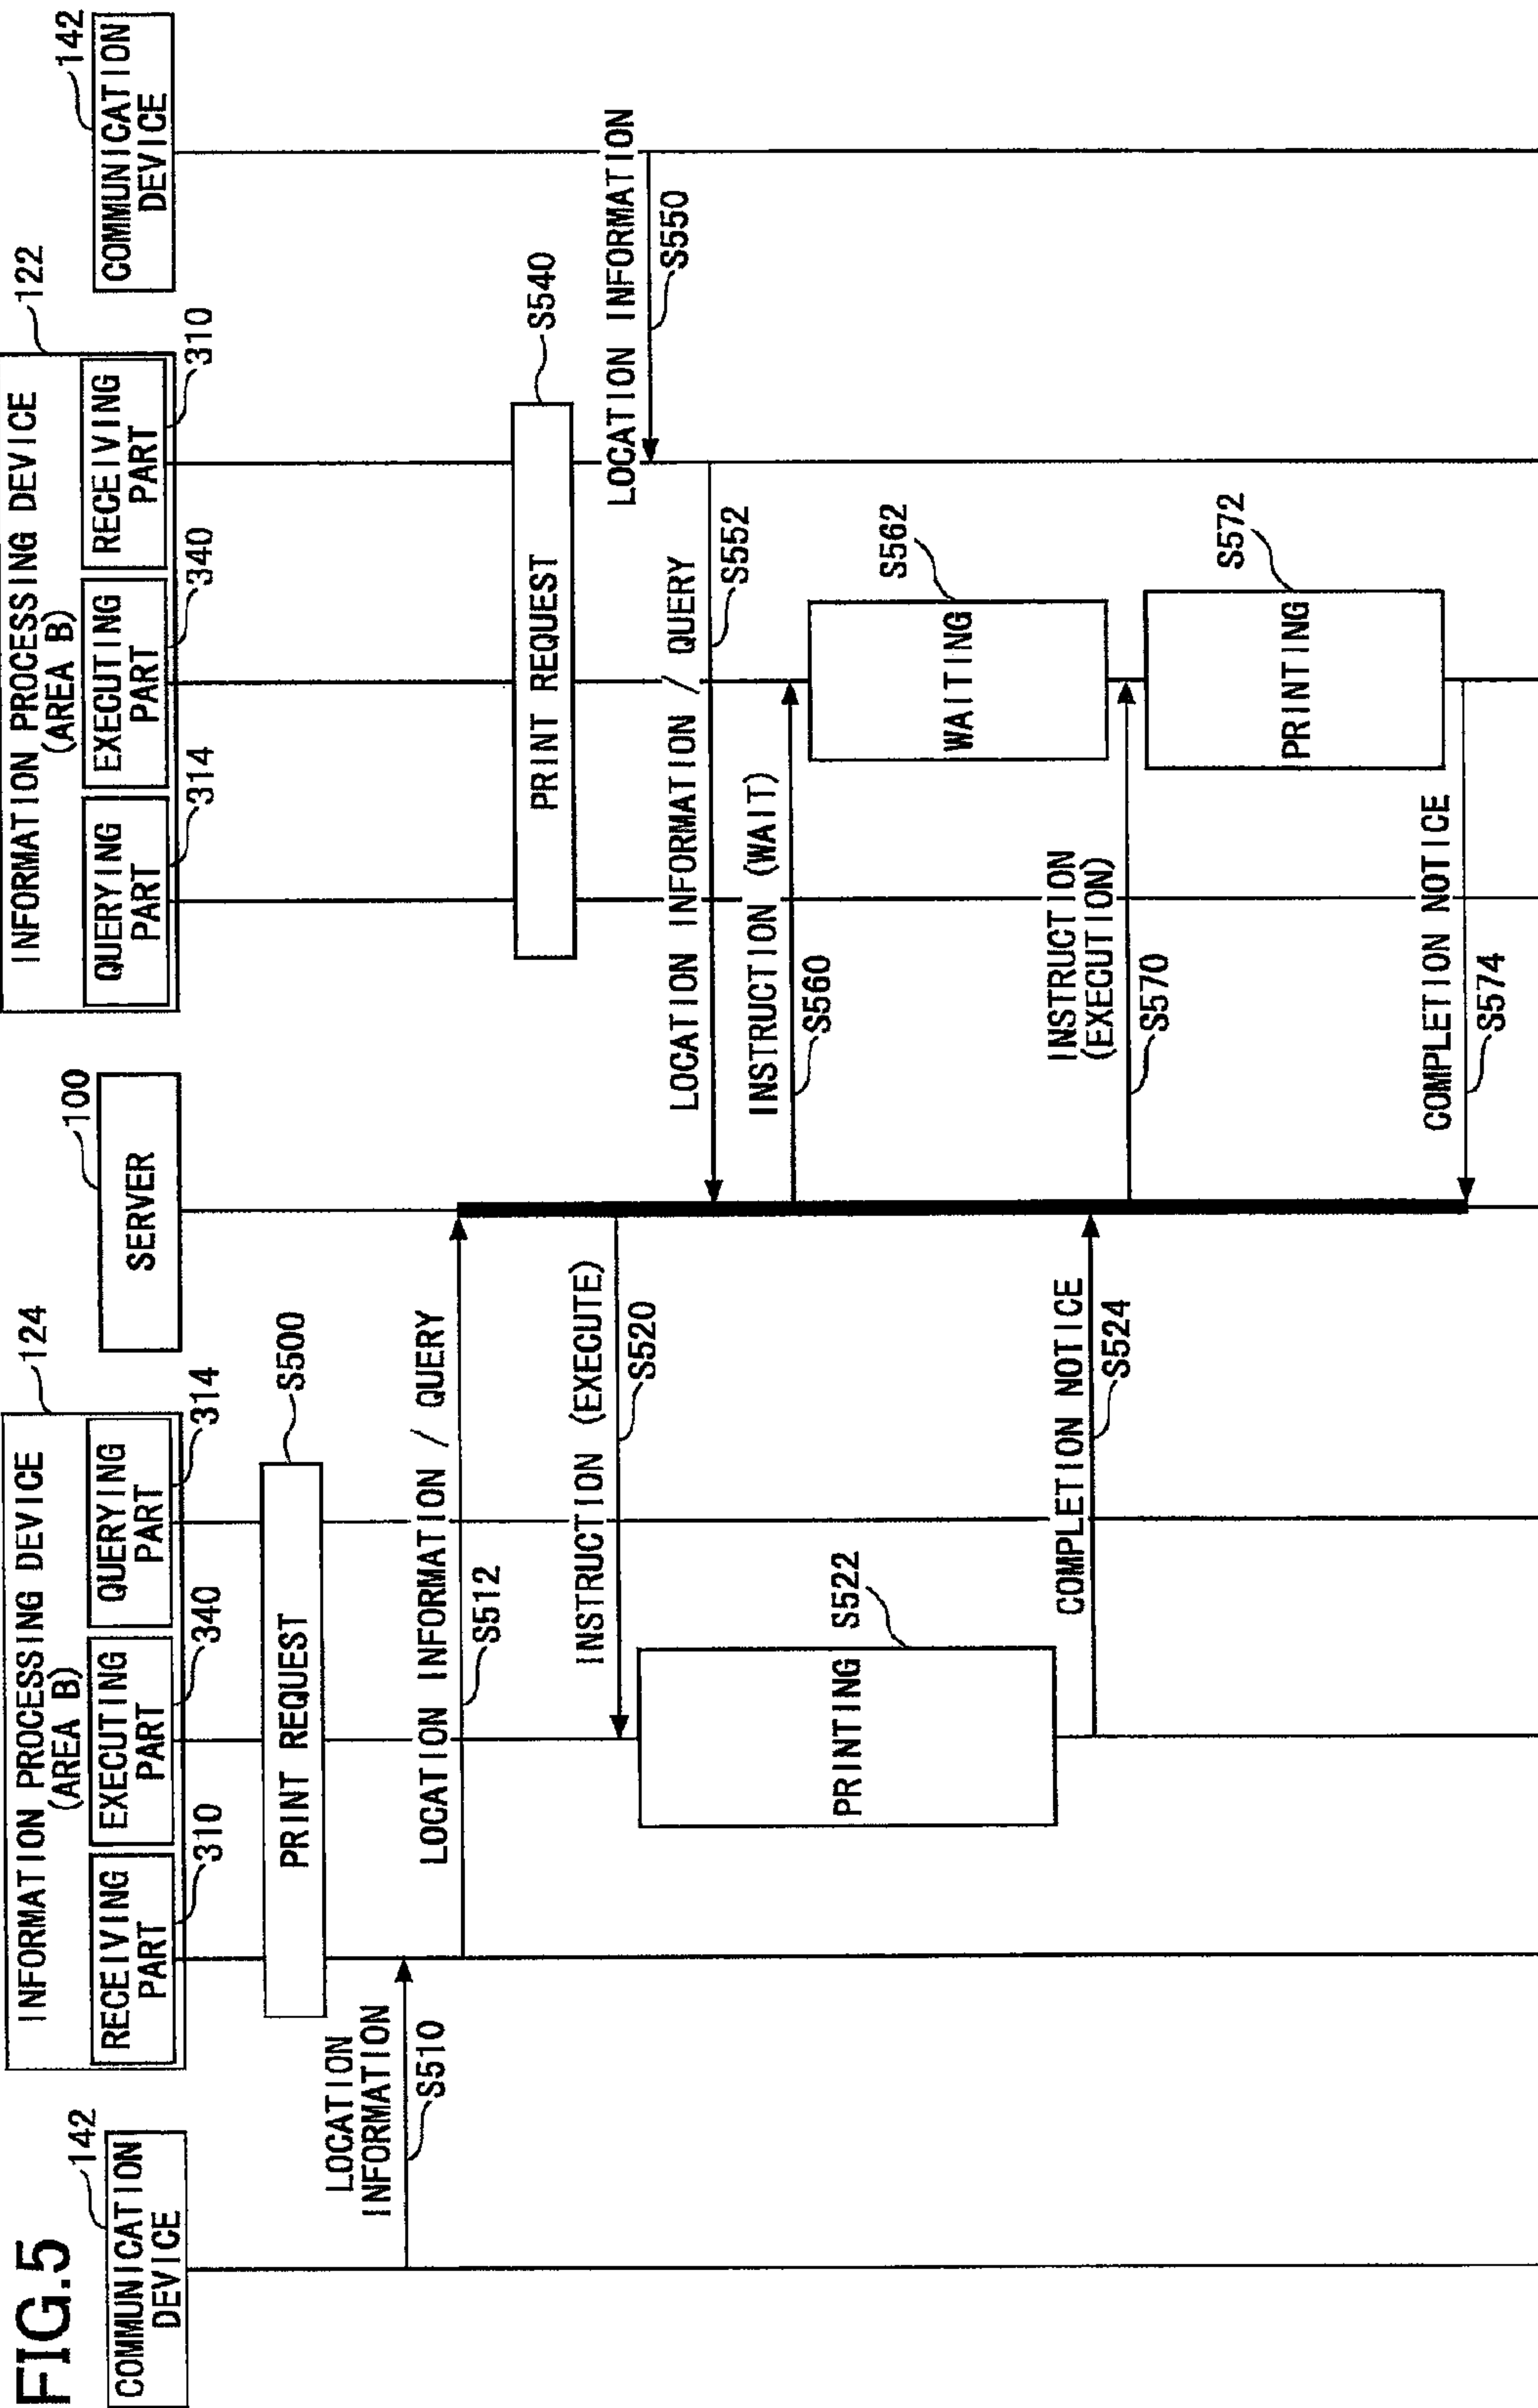 FIG.5
142
COMMUNICATION
DEVICE
124
INFORMATION PROCESSING DEVICE
(AREA B)
RECEIVING
PART
310
EXECUTING
PART
340
QUERYING
PART
314
100
SERVER
122
INFORMATION PROCESSING DEVICE
(AREA B)
QUERYING
PART
314
EXECUTING
PART
340
RECEIVING
PART
310
142
COMMUNICATION
DEVICE
PRINT REQUEST
S500
LOCATION
INFORMATION
S510
LOCATION INFORMATION / QUERY
S512
PRINT REQUEST
S540
INSTRUCTION (EXECUTE)
S520
LOCATION INFORMATION
S550
LOCATION INFORMATION / QUERY
S552
INSTRUCTION (WAIT)
S560
PRINTING
S522
WAITING
S562
COMPLETION NOTICE
S524
INSTRUCTION
(EXECUTION)
S570
PRINTING
S572
COMPLETION NOTICE
S574